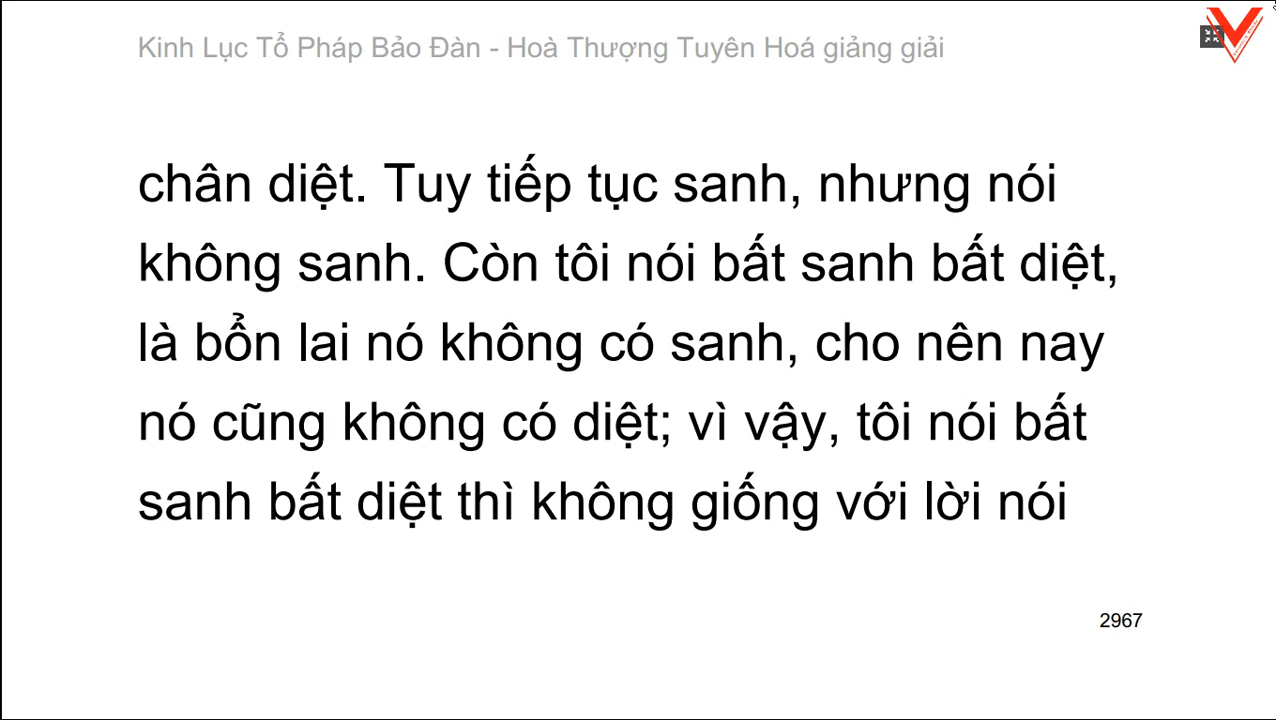 Kinh Lục Tổ Pháp Bảo Đàn - Hoà Thượng Tuyên Hoá giảng giải
chân diệt. Tuy tiếp tục sanh, nhưng nói
không sanh. Còn tôi nói bất sanh bất diệt,
là bổn lai nó không có sanh, cho nên nay
nó cũng không có diệt; vì vậy, tôi nói bất
sanh bất diệt thì không giống với lời nói
2967